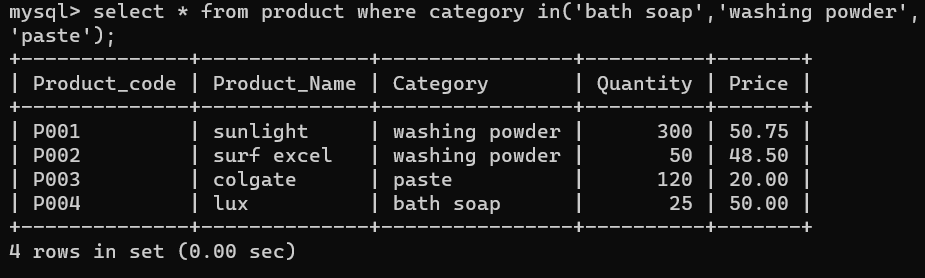 mysql> select * from product where category in('bath soap','washing powder',
'paste');
+--------------+--------------+----------------+----------+-------+
| Product_code | Product_Name | Category       | Quantity | Price |
+--------------+--------------+----------------+----------+-------+
| P001         | sunlight     | washing powder |      300 | 50.75 |
| P002         | surf excel   | washing powder |       50 | 48.50 |
| P003         | colgate      | paste          |      120 | 20.00 |
| P004         | lux          | bath soap      |       25 | 50.00 |
+--------------+--------------+----------------+----------+-------+
4 rows in set (0.00 sec)